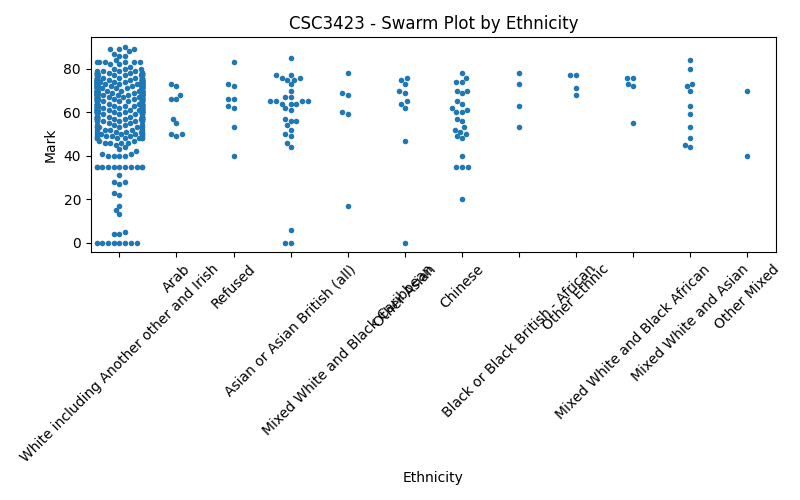 CSC3423 - Swarm Plot by Ethnicity
Mark
80
60
40
20
0
White including Another other and Irish
Arab
Refused
Asian or Asian British (all)
Mixed White and Black Caribbean
Other Asian
Chinese
Black or Black British - African
Other Ethnic
Mixed White and Black African
Mixed White and Asian
Other Mixed
Ethnicity